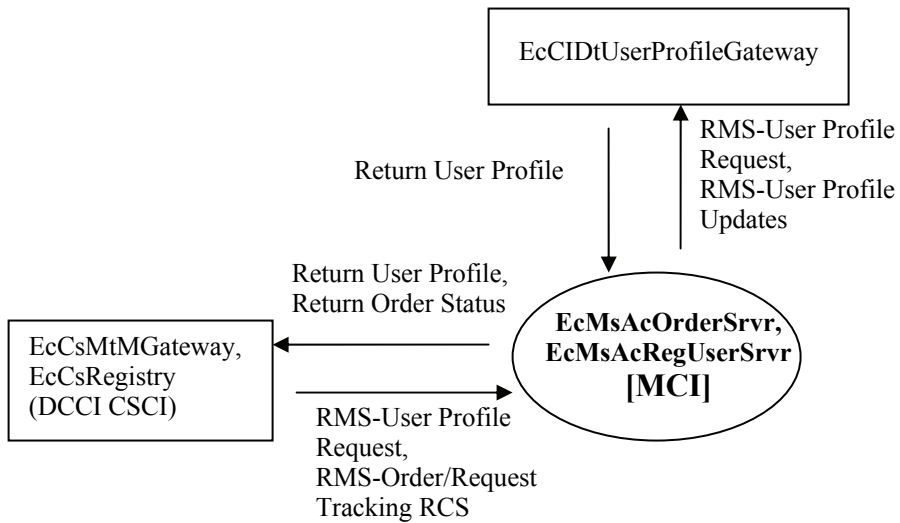 EcCIDtUserProfileGateway
RMS-User Profile
Request,
RMS-User Profile
Updates
Return User Profile
Return User Profile,
Return Order Status
EcMsAcOrderSrvr,
EcMsAcRegUserSrvr
[MCI]
EcCsMtMGateway,
EcCsRegistry
(DCCI CSCI)
RMS-User Profile
Request,
RMS-Order/Request
Tracking RCS